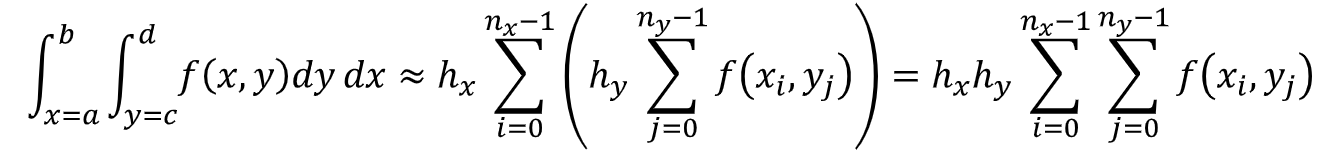 ∫_{x=a}^{b} ∫_{y=c}^{d} f(x,y)dy dx ≈ h_x ∑_{i=0}^{n_x−1} (h_y ∑_{j=0}^{n_y−1} f(x_i,y_j)) = h_x h_y ∑_{i=0}^{n_x−1} ∑_{j=0}^{n_y−1} f(x_i,y_j)